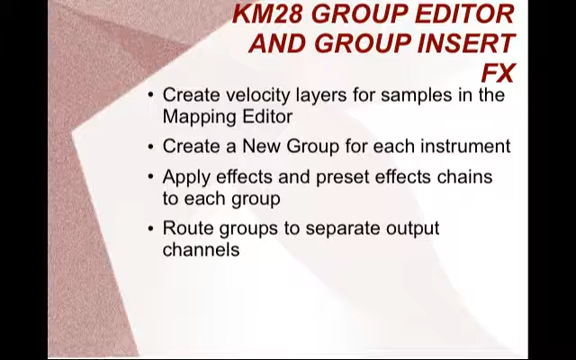 KM28 GROUP EDITOR
AND GROUP INSERT
FX
• Create velocity layers for samples in the
Mapping Editor
• Create a New Group for each instrument
• Apply effects and preset effects chains
to each group
• Route groups to separate output
channels